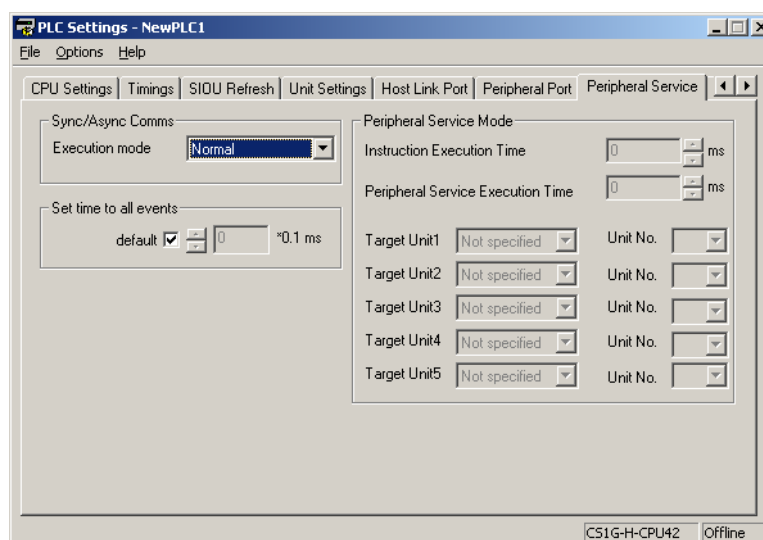 PLC Settings - NewPLC1
File Options Help
CPU Settings Timings SIOU Refresh Unit Settings Host Link Port Peripheral Port Peripheral Service
Sync/Async Comms
Execution mode Normal
Set time to all events
default 0 *0.1 ms
Peripheral Service Mode
Instruction Execution Time 0 ms
Peripheral Service Execution Time 0 ms
Target Unit1 Not specified Unit No.
Target Unit2 Not specified Unit No.
Target Unit3 Not specified Unit No.
Target Unit4 Not specified Unit No.
Target Unit5 Not specified Unit No.
CS1G-H-CPU42 Offline